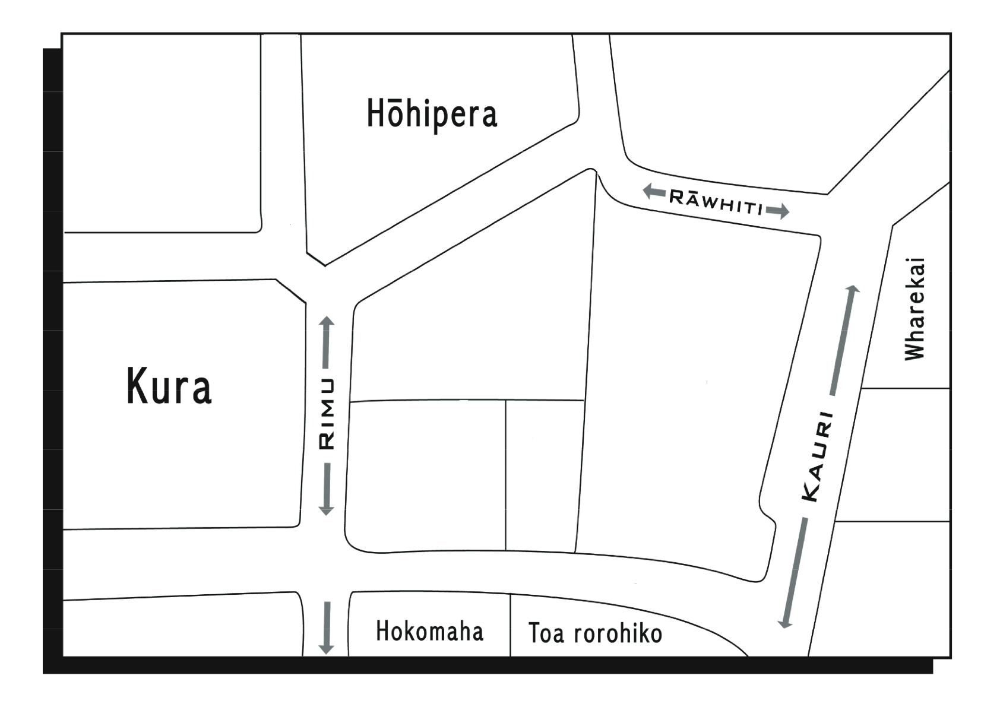 Hōhipera
RĀWHITI
Wharekai
Kura
RIMU
KAURI
Hokomaha
Toa rorohiko